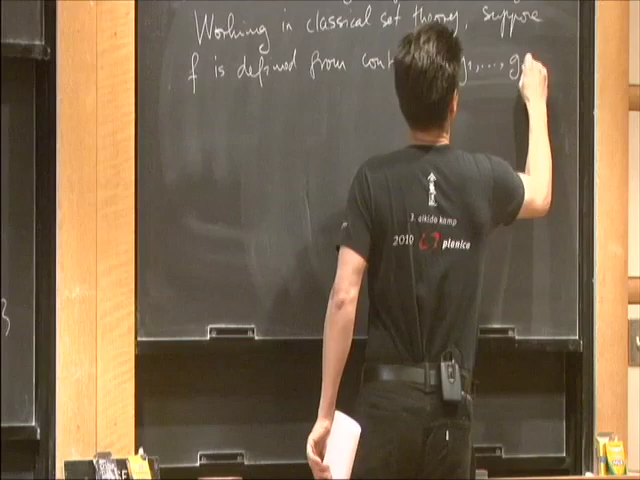 Working in classical set theory, suppose
f is defined from cont g₁,..., g
3. aikido kamp
2010 planica